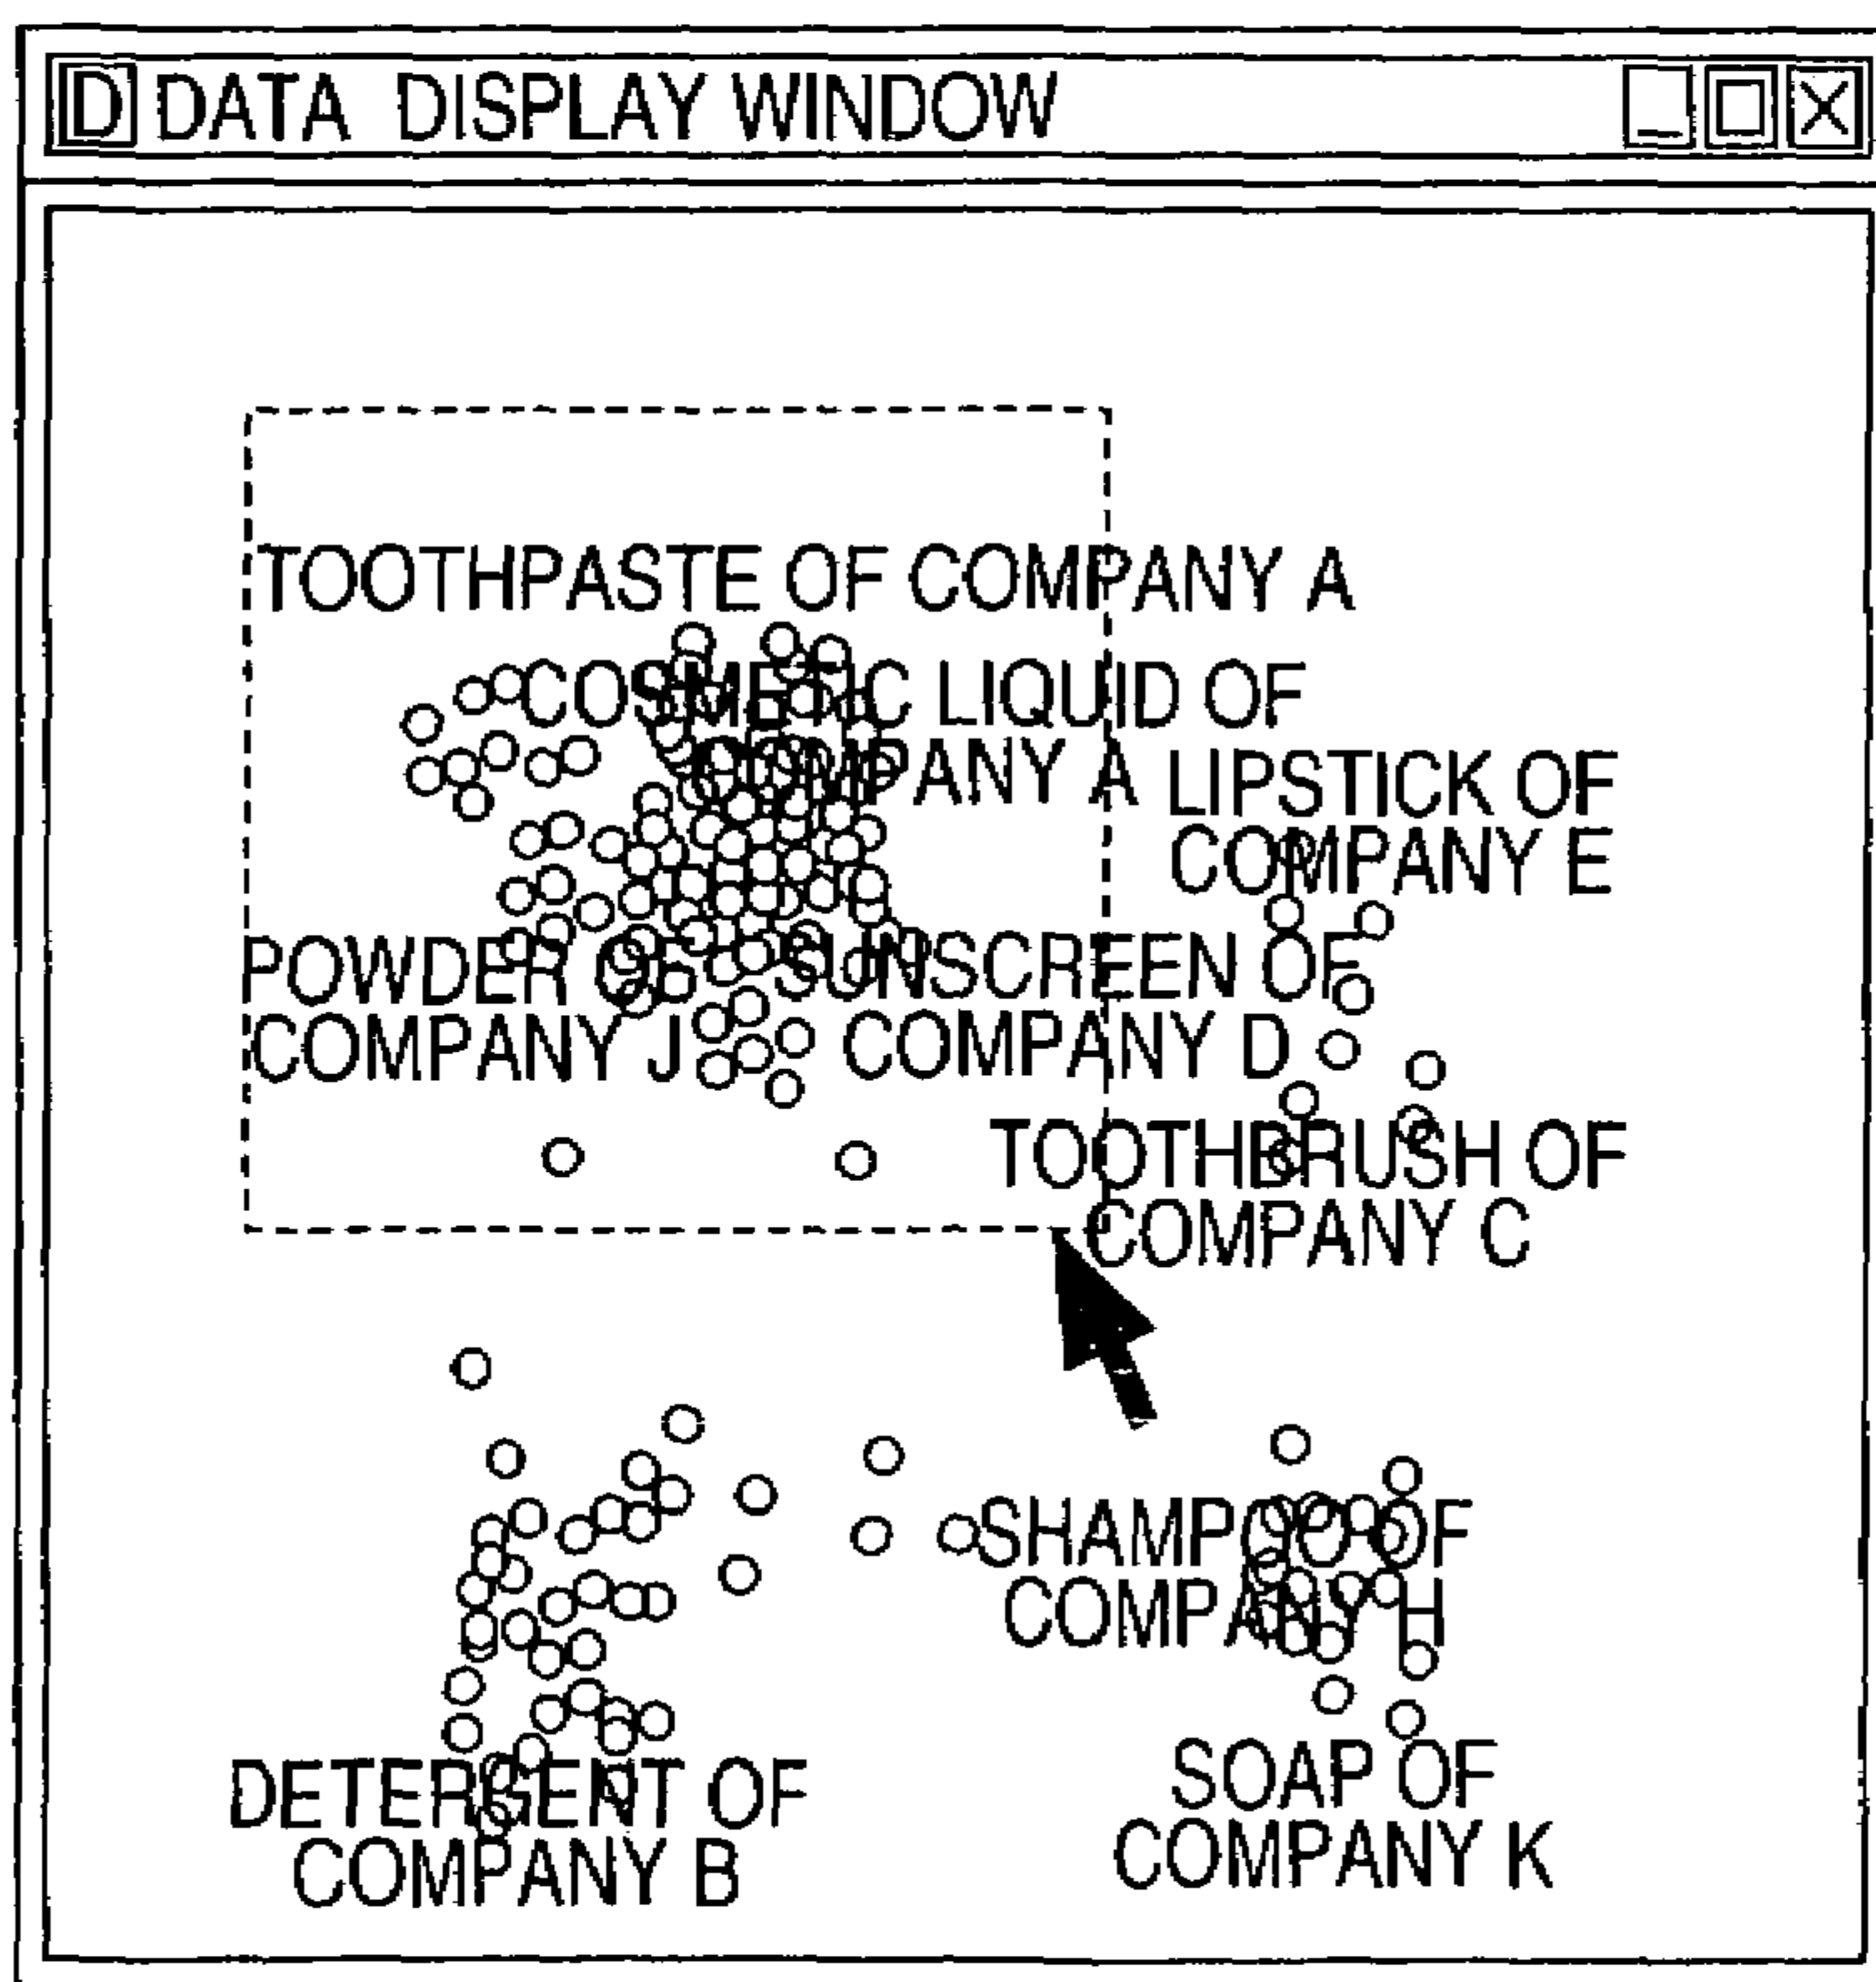 D DATA DISPLAY WINDOW
TOOTHPASTE OF COMPANY A
COSMETIC LIQUID OF
COMPANY A
LIPSTICK OF
COMPANY E
POWDER OF
COMPANY J
SUNSCREEN OF
COMPANY D
TOOTHBRUSH OF
COMPANY C
SHAMPOO OF
COMPANY H
DETERGENT OF
COMPANY B
SOAP OF
COMPANY K